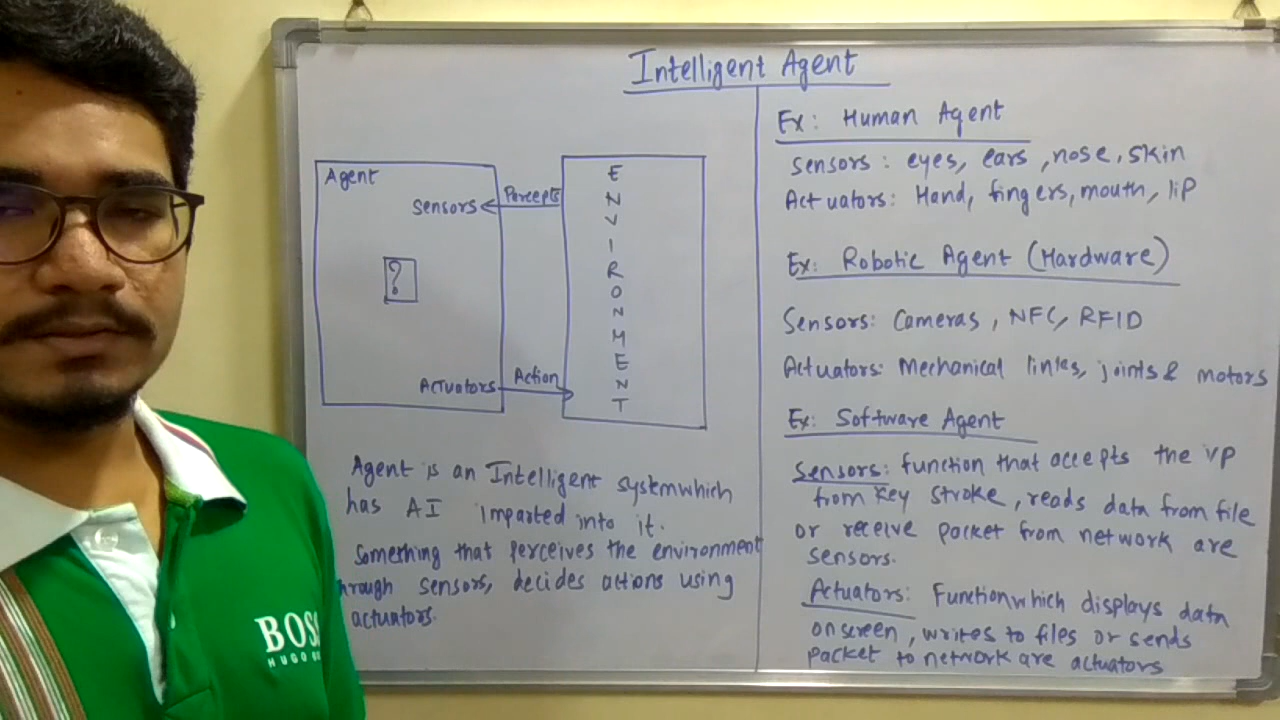 Intelligent Agent
Agent
Sensors
Percepts
?
Actuators
Action
ENVIRONMENT
Agent is an Intelligent system which
has AI imparted into it.
Something that perceives the environment
hrough sensors, decides actions using
actuators.
Ex: Human Agent
Sensors: eyes, ears, nose, skin
Actuators: Hand, fingers, mouth, lip
Ex: Robotic Agent (Hardware)
Sensors: Cameras, NFC, RFID
Actuators: Mechanical links, joints & motors
Ex: Software Agent
Sensors: function that accepts the i/p
from key stroke, reads data from file
or receive packet from network are
sensors.
Actuators: Function which displays data
on screen, writes to files or sends
packet to network are actuators
BOSS
HUGO